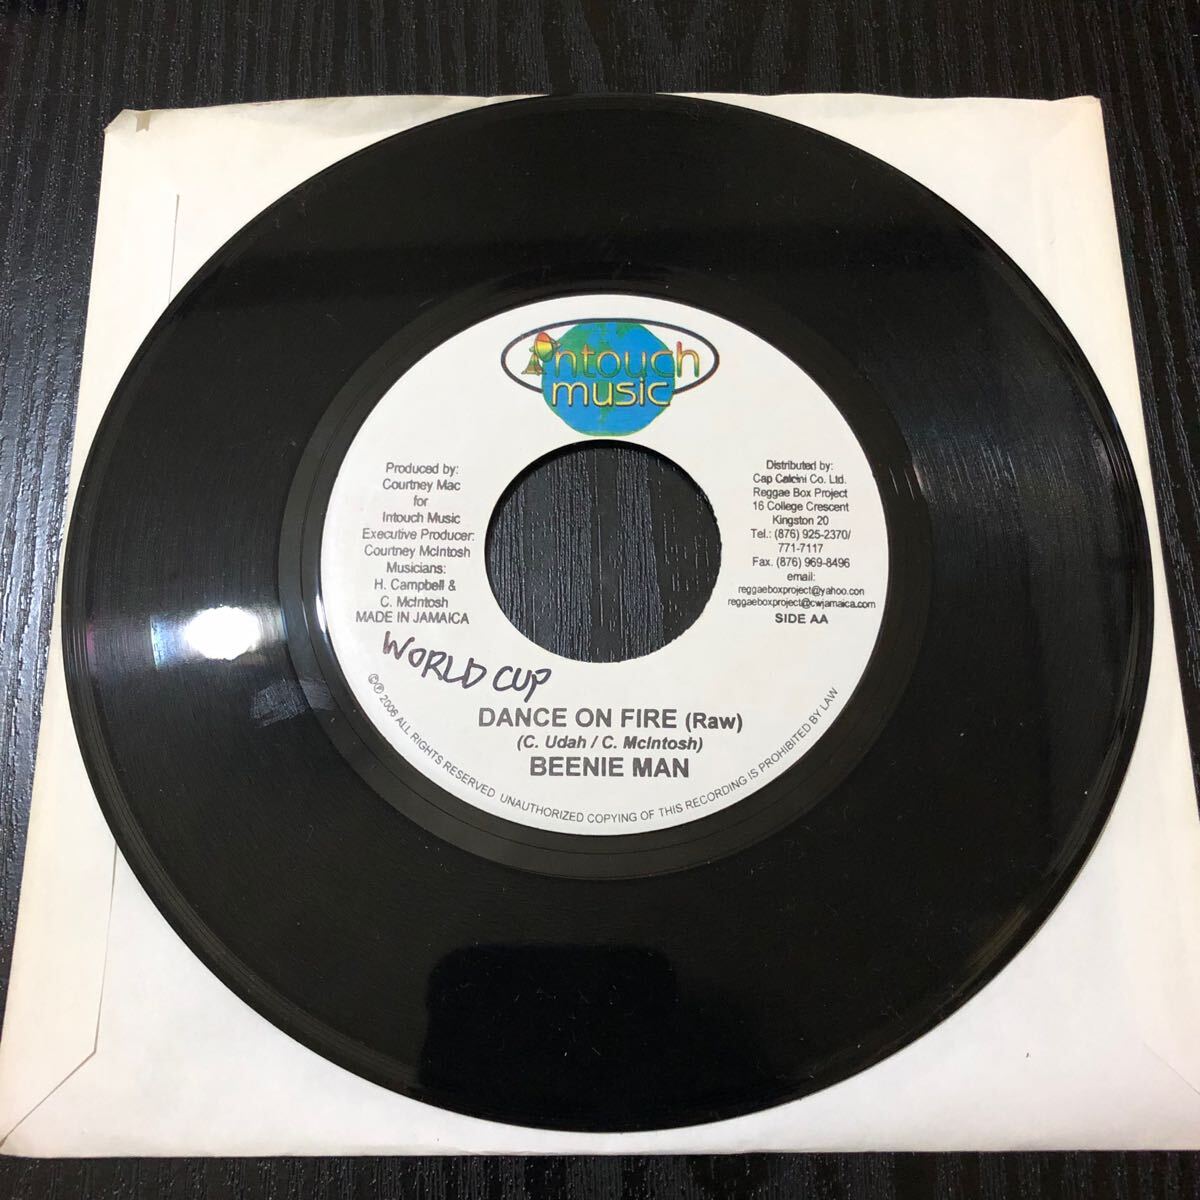 intouch
music
Produced by:
Courtney Mac
for
Intouch Music
Executive Producer:
Courtney McIntosh
Musicians:
H. Campbell &
C. McIntosh
MADE IN JAMAICA
Distributed by:
Cap Calcini Co. Ltd.
Reggae Box Project
16 College Crescent
Kingston 20
Tel.: (876) 925-2370/
771-7117
Fax. (876) 969-8496
email:
reggaeboxproject@yahoo.con
reggaeboxproject@cwjamaica.com
SIDE AA
WORLD CUP
DANCE ON FIRE (Raw)
(C. Udah / C. McIntosh)
BEENIE MAN
©℗ 2006 ALL RIGHTS RESERVED UNAUTHORIZED COPYING OF THIS RECORDING IS PROHIBITED BY LAW